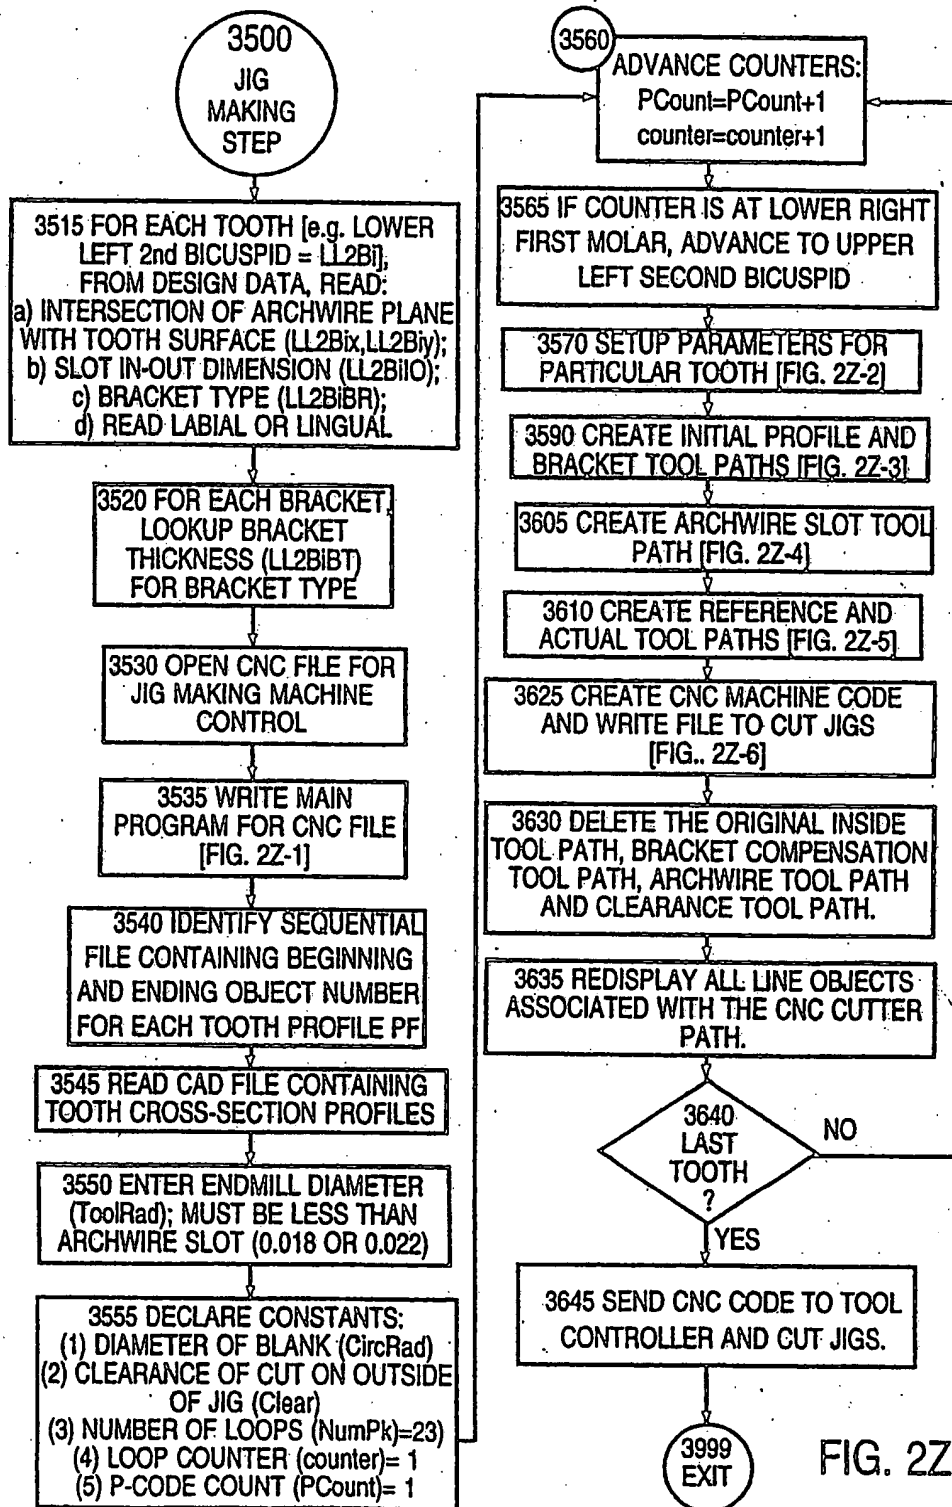 3500
JIG
MAKING
STEP
3515 FOR EACH TOOTH [e.g. LOWER
LEFT 2nd BICUSPID = LL2Bi],
FROM DESIGN DATA, READ:
a) INTERSECTION OF ARCHWIRE PLANE
WITH TOOTH SURFACE (LL2Bix,LL2Biy);
b) SLOT IN-OUT DIMENSION (LL2BiIO);
c) BRACKET TYPE (LL2BiBR);
d) READ LABIAL OR LINGUAL
3520 FOR EACH BRACKET,
LOOKUP BRACKET
THICKNESS (LL2BiBT)
FOR BRACKET TYPE
3530 OPEN CNC FILE FOR
JIG MAKING MACHINE
CONTROL
3535 WRITE MAIN
PROGRAM FOR CNC FILE
[FIG. 2Z-1]
3540 IDENTIFY SEQUENTIAL
FILE CONTAINING BEGINNING
AND ENDING OBJECT NUMBER
FOR EACH TOOTH PROFILE PF
3545 READ CAD FILE CONTAINING
TOOTH CROSS-SECTION PROFILES
3550 ENTER ENDMILL DIAMETER
(ToolRad); MUST BE LESS THAN
ARCHWIRE SLOT (0.018 OR 0.022)
3555 DECLARE CONSTANTS:
(1) DIAMETER OF BLANK (CircRad)
(2) CLEARANCE OF CUT ON OUTSIDE
OF JIG (Clear)
(3) NUMBER OF LOOPS (NumPk)=23)
(4) LOOP COUNTER (counter)= 1
(5) P-CODE COUNT (PCount)= 1
3560
ADVANCE COUNTERS:
PCount=PCount+1
counter=counter+1
3565 IF COUNTER IS AT LOWER RIGHT
FIRST MOLAR, ADVANCE TO UPPER
LEFT SECOND BICUSPID
3570 SETUP PARAMETERS FOR
PARTICULAR TOOTH [FIG. 2Z-2]
3590 CREATE INITIAL PROFILE AND
BRACKET TOOL PATHS [FIG. 2Z-3]
3605 CREATE ARCHWIRE SLOT TOOL
PATH [FIG. 2Z-4]
3610 CREATE REFERENCE AND
ACTUAL TOOL PATHS [FIG. 2Z-5]
3625 CREATE CNC MACHINE CODE
AND WRITE FILE TO CUT JIGS
[FIG.. 2Z-6]
3630 DELETE THE ORIGINAL INSIDE
TOOL PATH, BRACKET COMPENSATION
TOOL PATH, ARCHWIRE TOOL PATH
AND CLEARANCE TOOL PATH.
3635 REDISPLAY ALL LINE OBJECTS
ASSOCIATED WITH THE CNC CUTTER
PATH.
3640
LAST
TOOTH
?
NO
YES
3645 SEND CNC CODE TO TOOL
CONTROLLER AND CUT JIGS.
3999
EXIT
FIG. 2Z